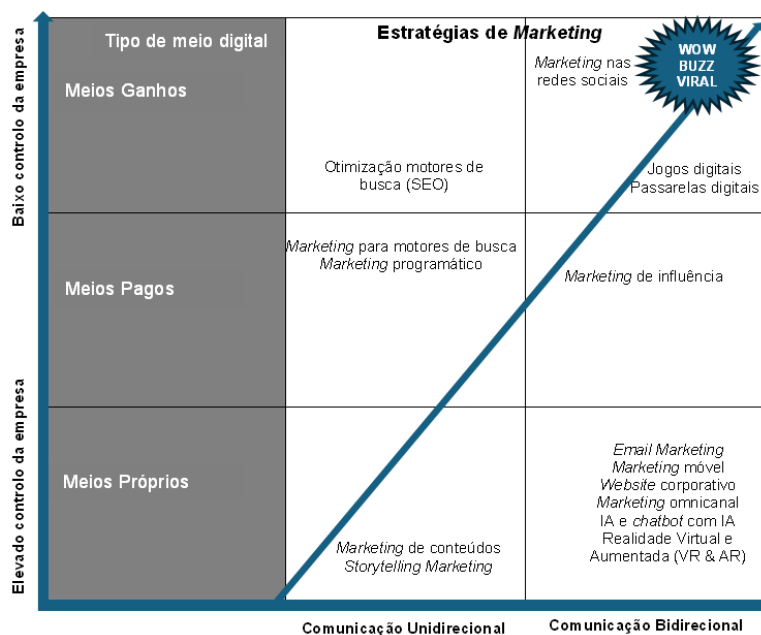 Estratégias de Marketing
Tipo de meio digital
WOW
BUZZ
VIRAL
Baixo controlo da empresa
Meios Ganhos
Marketing nas
redes sociais
Otimização motores de
busca (SEO)
Jogos digitais
Passarelas digitais
Meios Pagos
Marketing para motores de busca
Marketing programático
Marketing de influência
Elevado controlo da empresa
Meios Próprios
Marketing de conteúdos
Storytelling Marketing
Email Marketing
Marketing móvel
Website corporativo
Marketing omnicanal
IA e chatbot com IA
Realidade Virtual e
Aumentada (VR & AR)
Comunicação Unidirecional
Comunicação Bidirecional